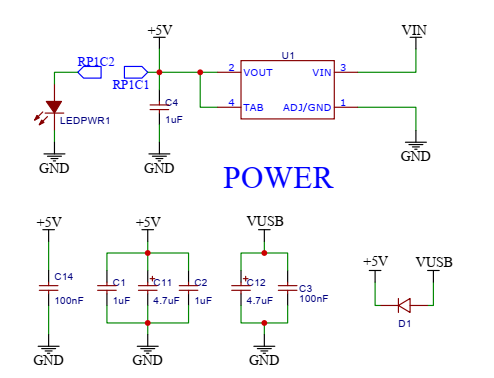 +5V
VIN
RP1C2
RP1C1
U1
2 VOUT VIN 3
4 TAB ADJ/GND 1
C4
1uF
LEDPWR1
GND
GND
GND
POWER
+5V
+5V
VUSB
+5V
VUSB
C14
100nF
C1
1uF
C11
4.7uF
C2
1uF
C12
4.7uF
C3
100nF
D1
GND
GND
GND